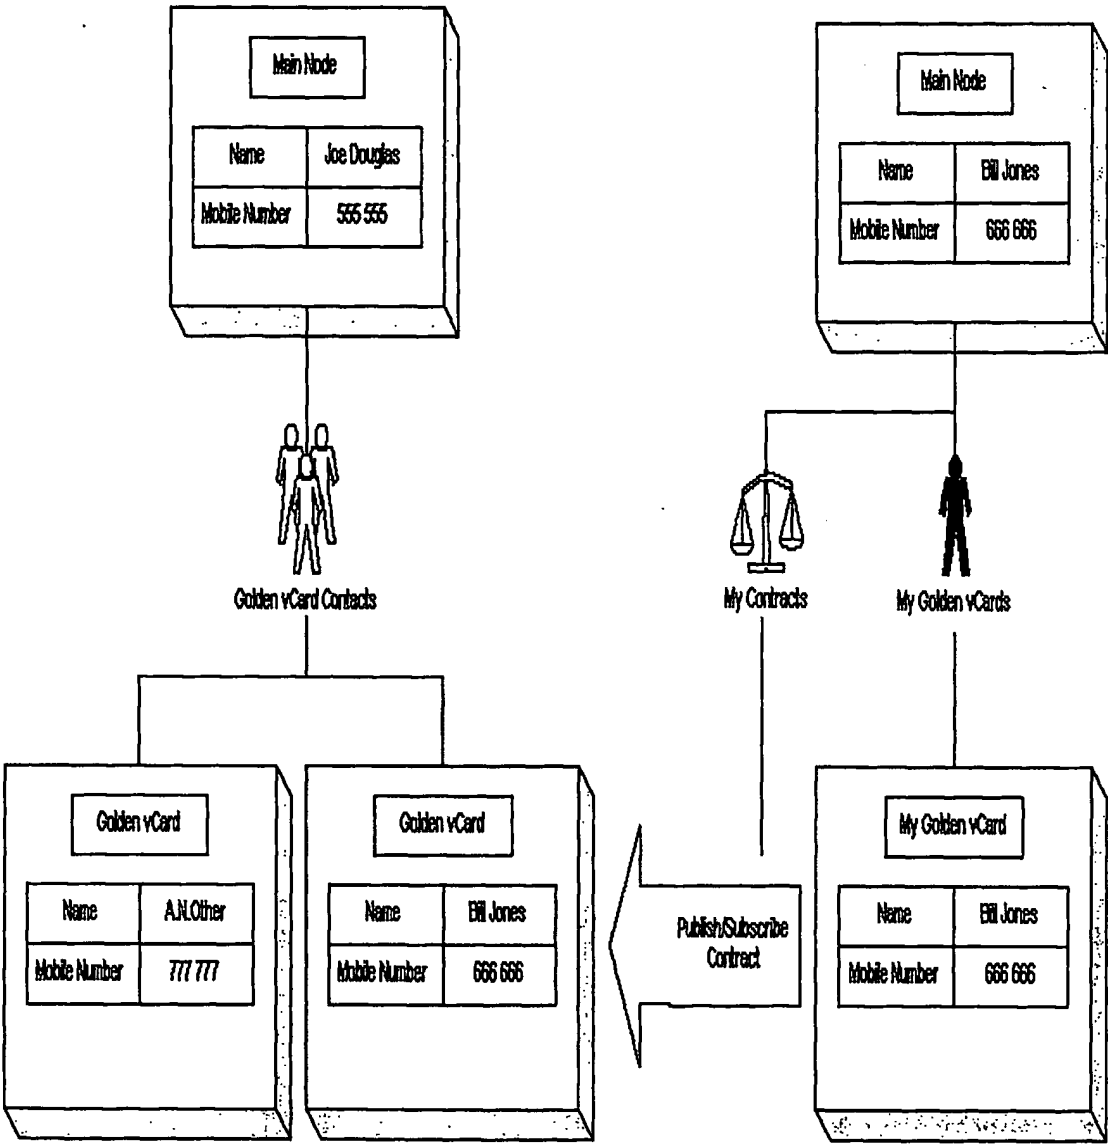 Main Node
Name Joe Douglas
Mobile Number 555 555
Main Node
Name Bill Jones
Mobile Number 666 666
Golden vCard Contacts
My Contracts
My Golden vCards
Golden vCard
Name A.N.Other
Mobile Number 777 777
Golden vCard
Name Bill Jones
Mobile Number 666 666
Publish/Subscribe
Contract
My Golden vCard
Name Bill Jones
Mobile Number 666 666